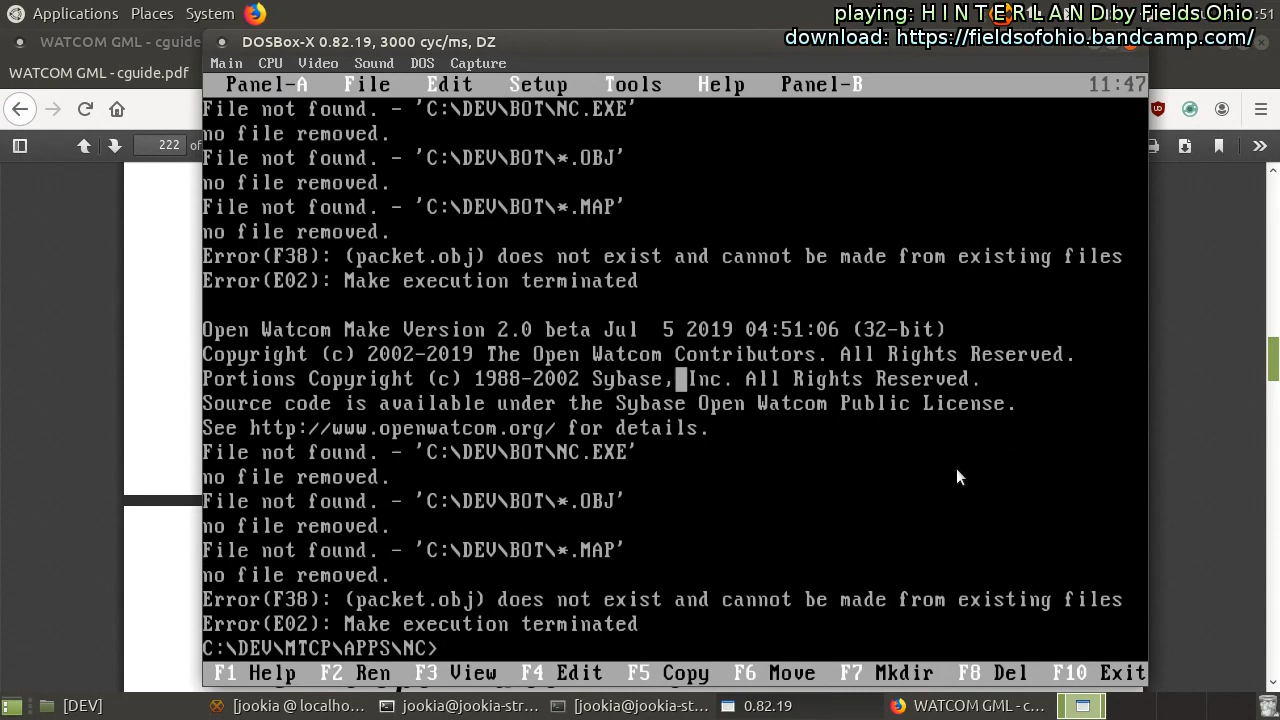 Applications Places System
:51
playing: H I N T E R L A N D by Fields Ohio
download: https://fieldsofohio.bandcamp.com/
WATCOM GML - cguide
DOSBox-X 0.82.19, 3000 cyc/ms, DZ
WATCOM GML - cguide.pdf
Main CPU Video Sound DOS Capture
Panel-A File Edit Setup Tools Help Panel-B 11:47
222 of
File not found. - 'C:\DEV\BOT\NC.EXE'
no file removed.
File not found. - 'C:\DEV\BOT\*.OBJ'
no file removed.
File not found. - 'C:\DEV\BOT\*.MAP'
no file removed.
Error(F38): (packet.obj) does not exist and cannot be made from existing files
Error(E02): Make execution terminated
Open Watcom Make Version 2.0 beta Jul  5 2019 04:51:06 (32-bit)
Copyright (c) 2002-2019 The Open Watcom Contributors. All Rights Reserved.
Portions Copyright (c) 1988-2002 Sybase, Inc. All Rights Reserved.
Source code is available under the Sybase Open Watcom Public License.
See http://www.openwatcom.org/ for details.
File not found. - 'C:\DEV\BOT\NC.EXE'
no file removed.
File not found. - 'C:\DEV\BOT\*.OBJ'
no file removed.
File not found. - 'C:\DEV\BOT\*.MAP'
no file removed.
Error(F38): (packet.obj) does not exist and cannot be made from existing files
Error(E02): Make execution terminated
C:\DEV\MTCP\APPS\NC>
F1 Help F2 Ren F3 View F4 Edit F5 Copy F6 Move F7 Mkdir F8 Del F10 Exit
[DEV] [jookia @ localho... jookia@jookia-str... [jookia@jookia-st... 0.82.19 WATCOM GML - c...